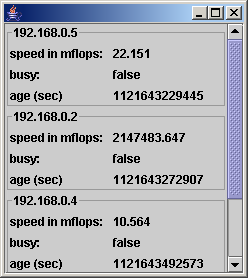 192.168.0.5
speed in mflops: 22.151
busy: false
age (sec) 1121643229445
192.168.0.2
speed in mflops: 2147483.647
busy: false
age (sec) 1121643272907
192.168.0.4
speed in mflops: 10.564
busy: false
age (sec) 1121643492573